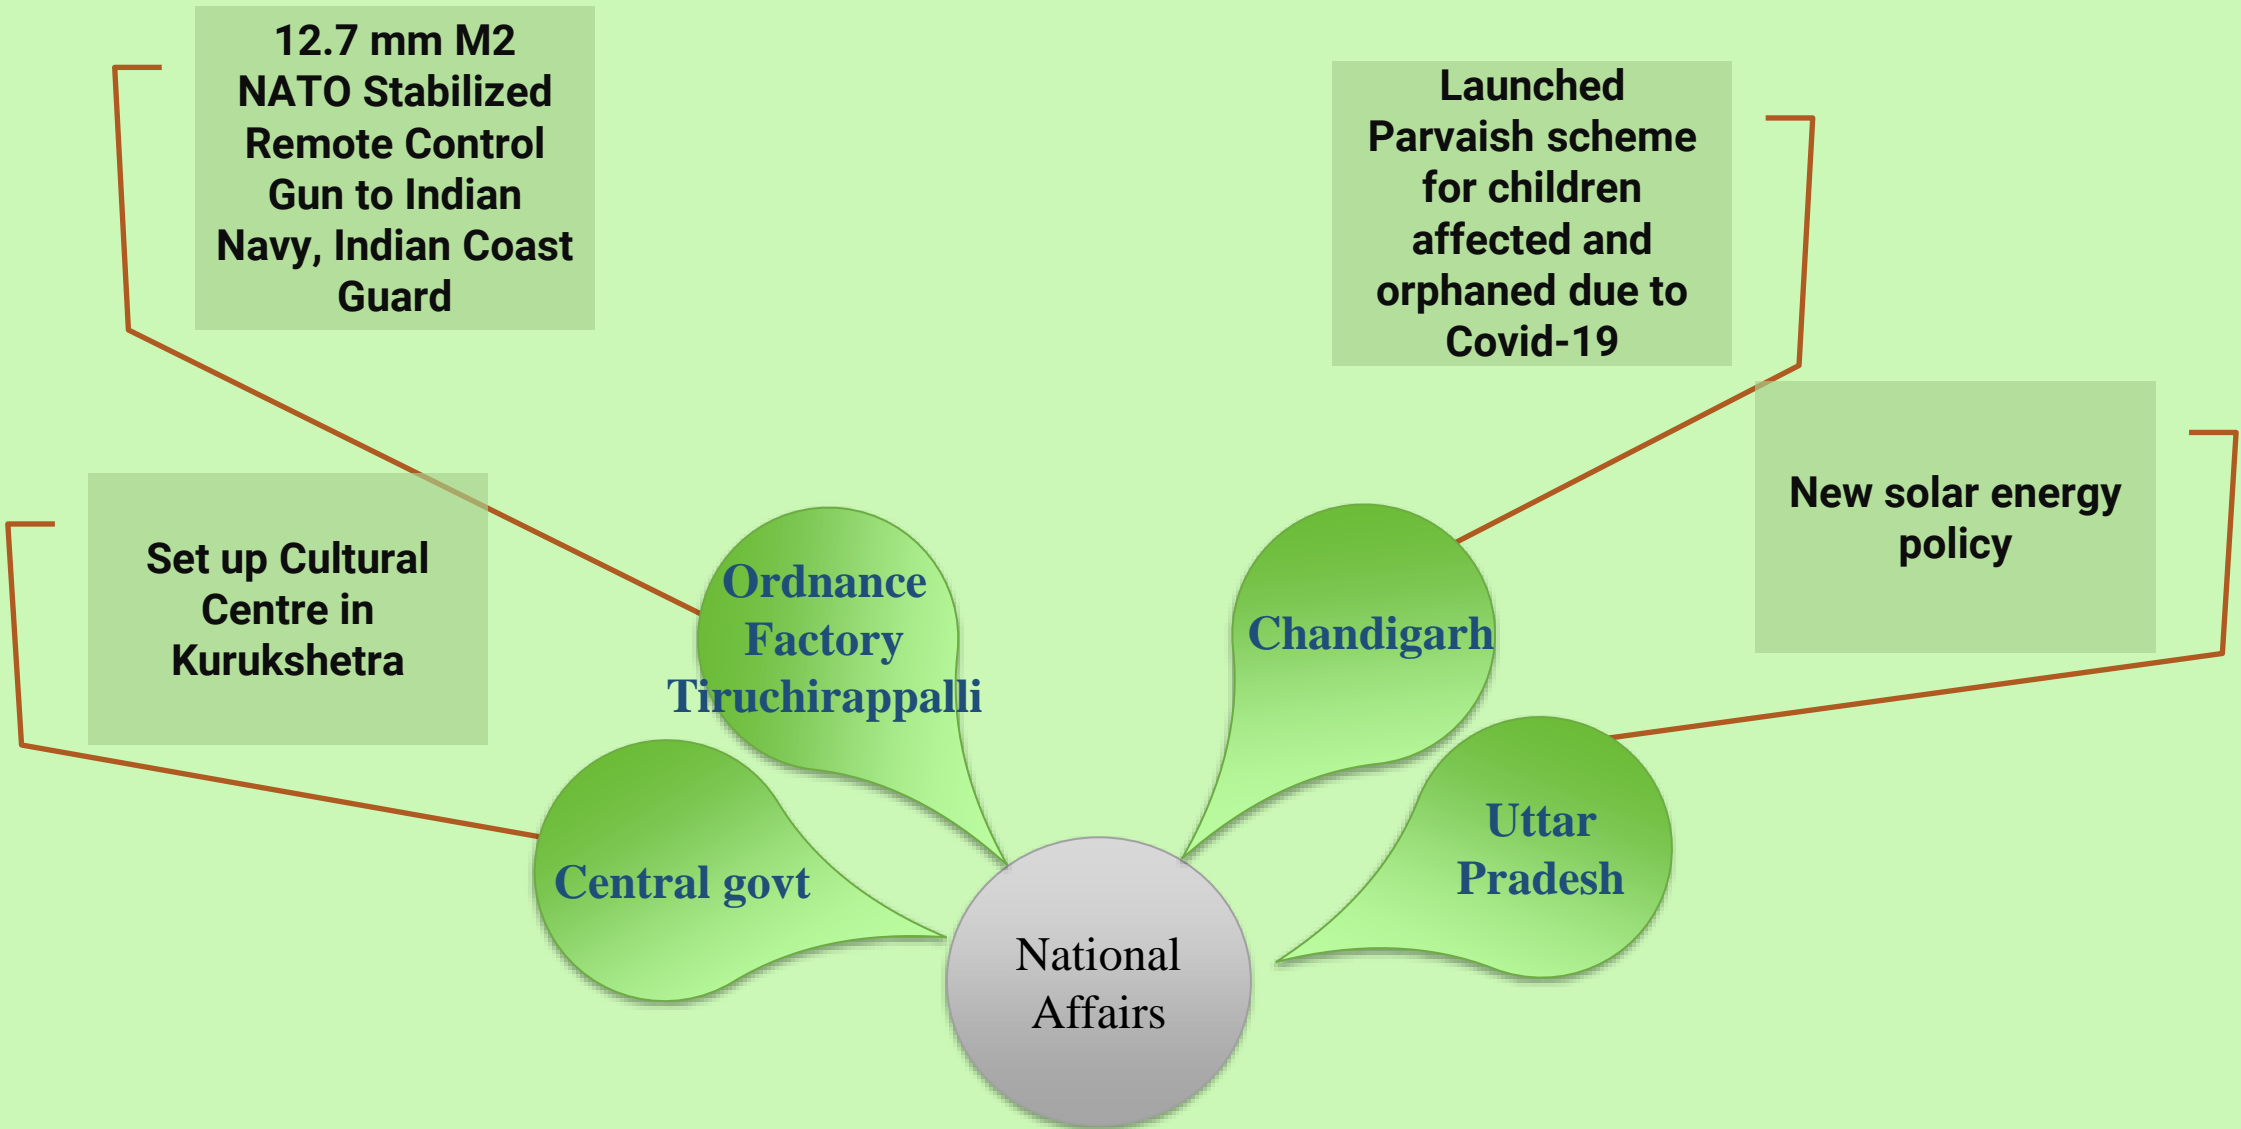 12.7 mm M2
NATO Stabilized
Remote Control
Gun to Indian
Navy, Indian Coast
Guard
Launched
Parvaish scheme
for children
affected and
orphaned due to
Covid-19
Set up Cultural
Centre in
Kurukshetra
New solar energy
policy
Ordnance
Factory
Tiruchirappalli
Chandigarh
Central govt
Uttar
Pradesh
National
Affairs